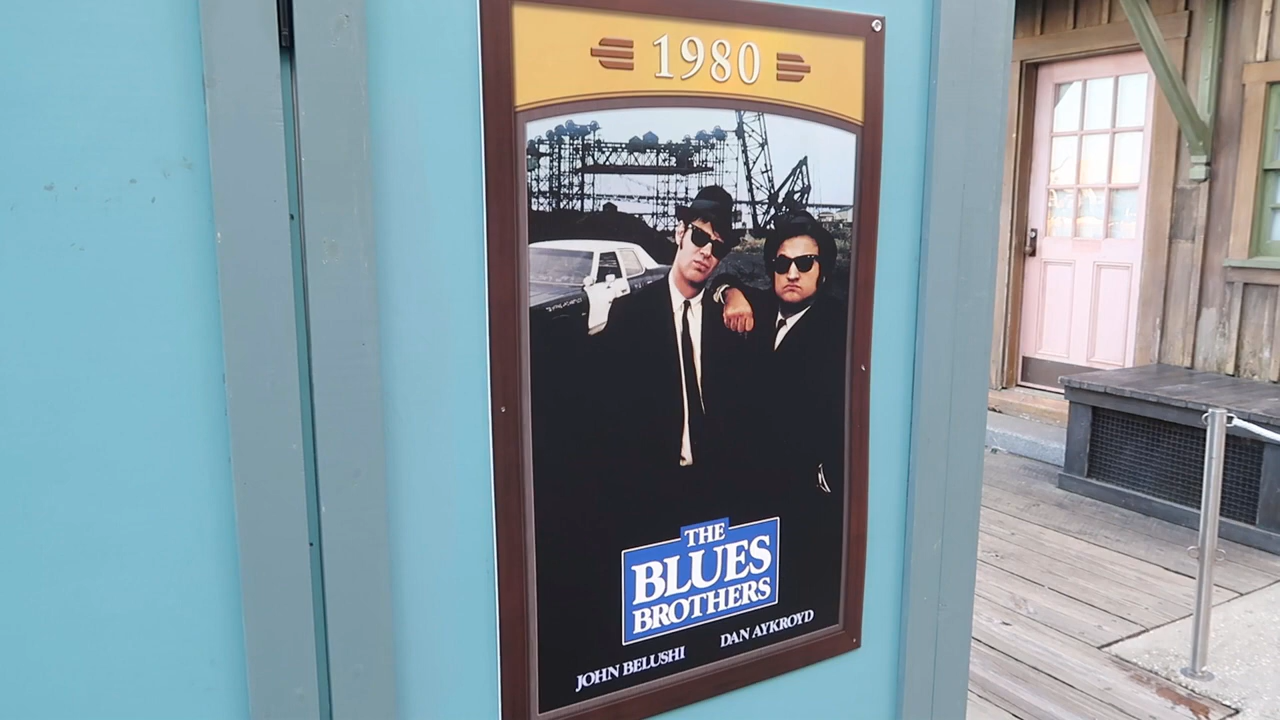 1980
THE
BLUES
BROTHERS
JOHN BELUSHI
DAN AYKROYD